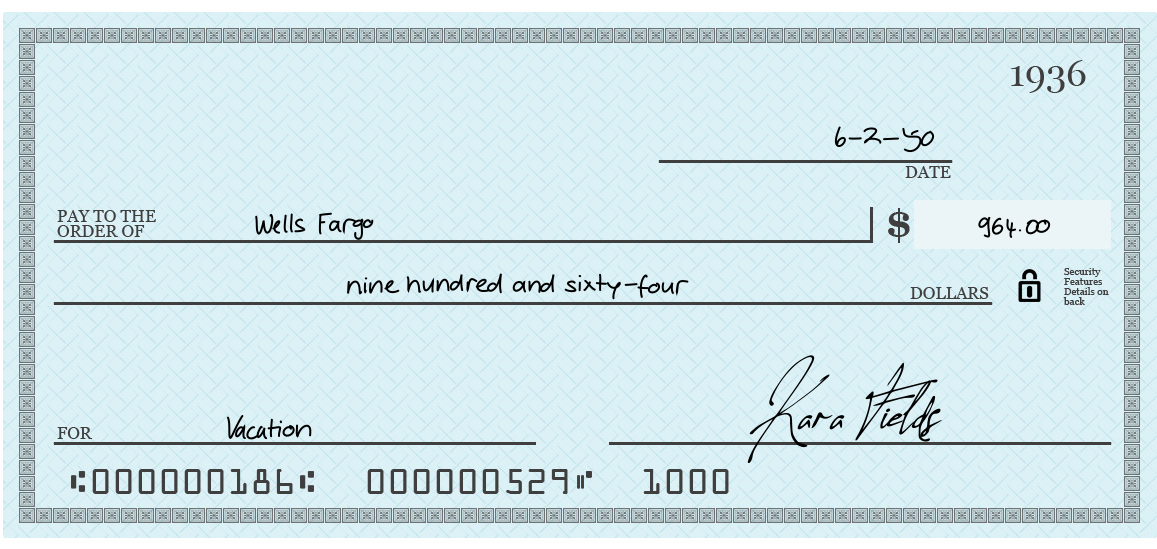 1936
6-2-50
DATE
PAY TO THE
ORDER OF Wells Fargo $ 964.00
nine hundred and sixty-four DOLLARS
Security
Features
Details on
back
FOR Vacation Kara Fields
⑆000000186⑆ 000000529⑈ 1000